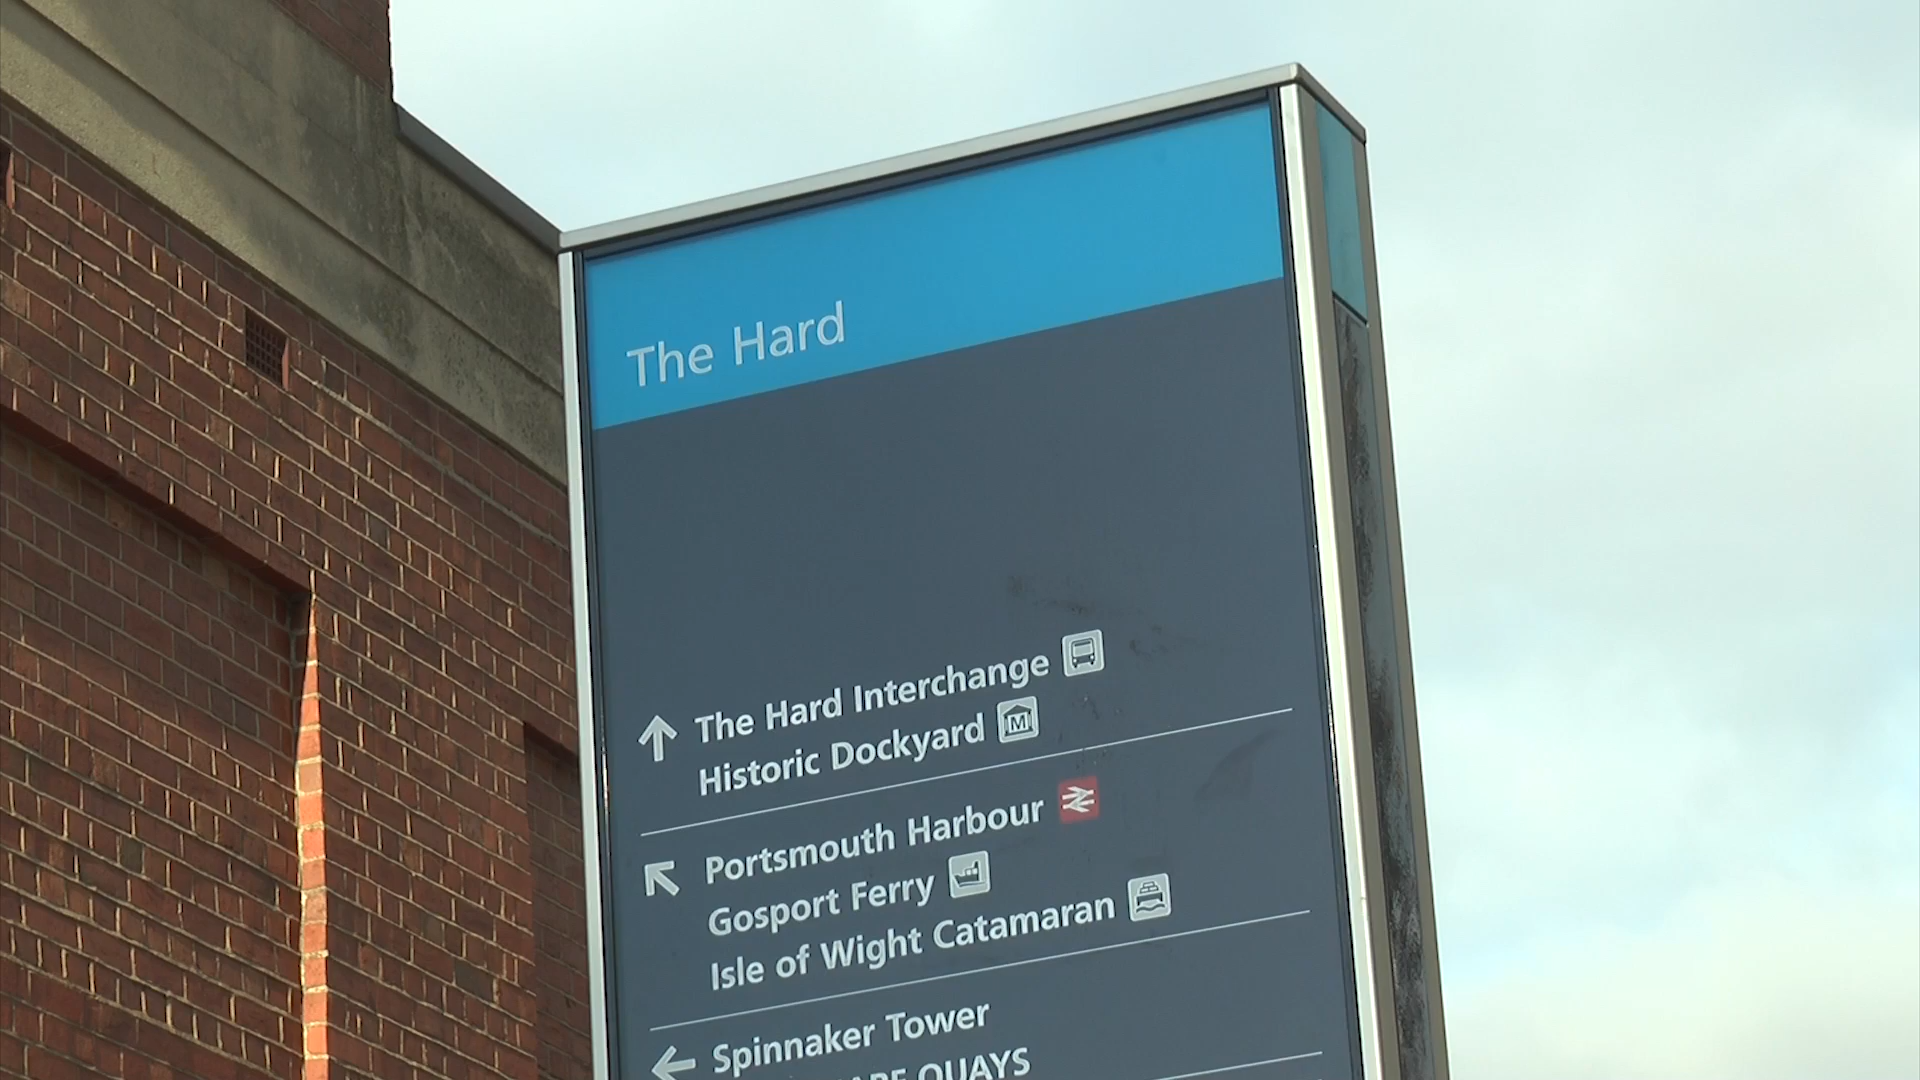 The Hard
The Hard Interchange
Historic Dockyard
Portsmouth Harbour
Gosport Ferry
Isle of Wight Catamaran
Spinnaker Tower
QUAYS